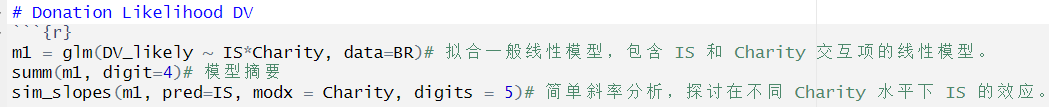 # Donation Likelihood DV
```{r}
m1 = glm(DV_likely ~ IS*Charity, data=BR)# 拟合一般线性模型，包含 IS 和 Charity 交互项的线性模型。
summ(m1, digit=4)# 模型摘要
sim_slopes(m1, pred=IS, modx = Charity, digits = 5)# 简单斜率分析，探讨在不同 Charity 水平下 IS 的效应。